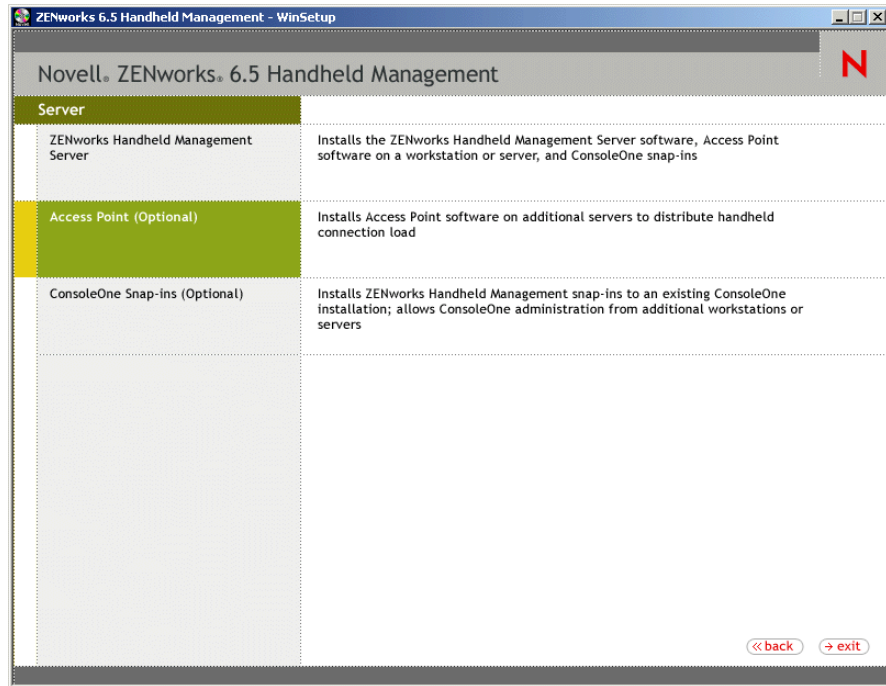 ZENworks 6.5 Handheld Management - WinSetup
Novell® ZENworks® 6.5 Handheld Management
N
Server
ZENworks Handheld Management
Server
Installs the ZENworks Handheld Management Server software, Access Point
software on a workstation or server, and ConsoleOne snap-ins
Access Point (Optional)
Installs Access Point software on additional servers to distribute handheld
connection load
ConsoleOne Snap-ins (Optional)
Installs ZENworks Handheld Management snap-ins to an existing ConsoleOne
installation; allows ConsoleOne administration from additional workstations or
servers
« back
→ exit